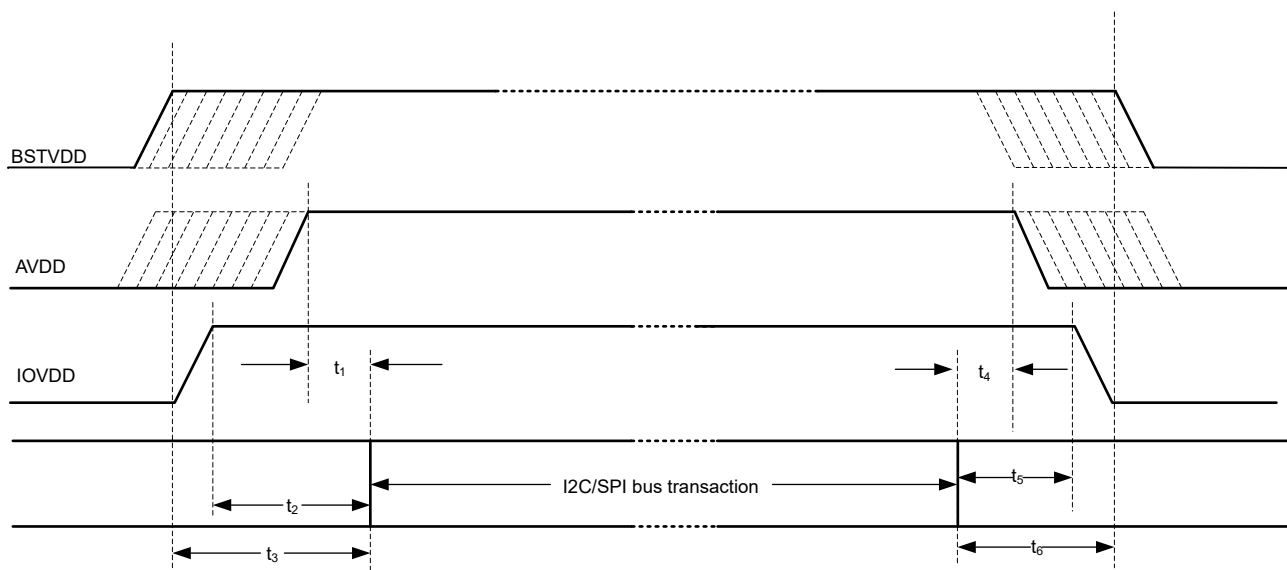 BSTVDD
AVDD
IOVDD
t₁
t₄
I2C/SPI bus transaction
t₂
t₅
t₃
t₆